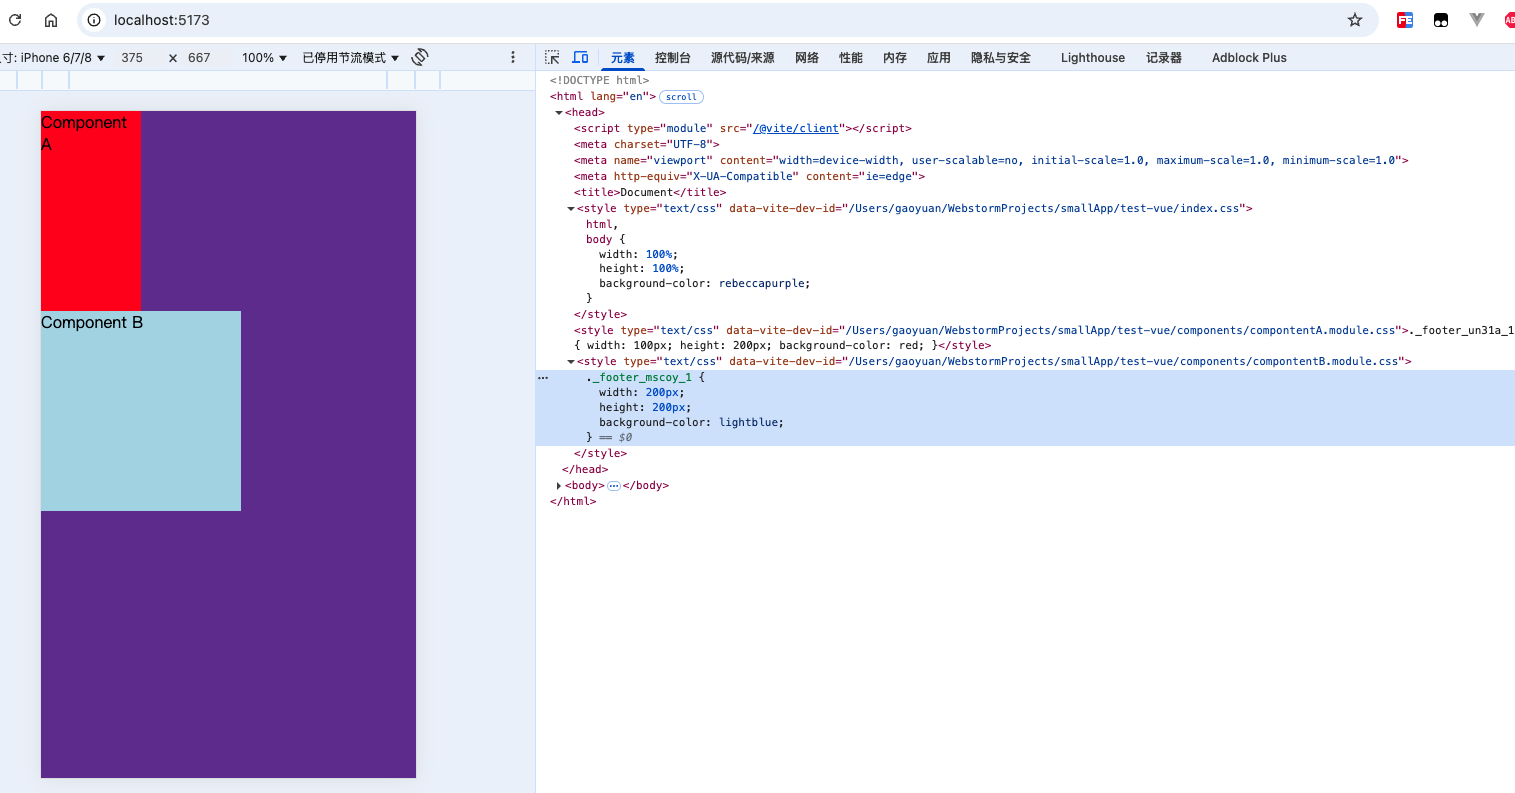 localhost:5173
FE
寸: iPhone 6/7/8 375 × 667 100% 已停用节流模式
元素 控制台 源代码/来源 网络 性能 内存 应用 隐私与安全 Lighthouse 记录器 Adblock Plus
Component
A
Component B
<!DOCTYPE html>
<html lang="en"> scroll
<head>
<script type="module" src="/@vite/client"></script>
<meta charset="UTF-8">
<meta name="viewport" content="width=device-width, user-scalable=no, initial-scale=1.0, maximum-scale=1.0, minimum-scale=1.0">
<meta http-equiv="X-UA-Compatible" content="ie=edge">
<title>Document</title>
<style type="text/css" data-vite-dev-id="/Users/gaoyuan/WebstormProjects/smallApp/test-vue/index.css">
html,
body {
width: 100%;
height: 100%;
background-color: rebeccapurple;
}
</style>
<style type="text/css" data-vite-dev-id="/Users/gaoyuan/WebstormProjects/smallApp/test-vue/components/compontentA.module.css">._footer_un31a_1
{ width: 100px; height: 200px; background-color: red; }</style>
<style type="text/css" data-vite-dev-id="/Users/gaoyuan/WebstormProjects/smallApp/test-vue/components/compontentB.module.css">
._footer_mscoy_1 {
width: 200px;
height: 200px;
background-color: lightblue;
} == $0
</style>
</head>
<body> … </body>
</html>